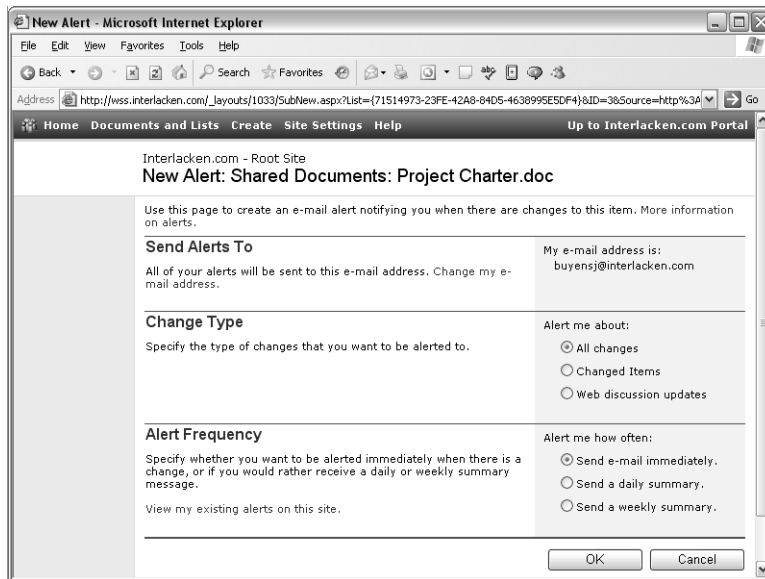 New Alert - Microsoft Internet Explorer
File Edit View Favorites Tools Help
Back Search Favorites
Address http://wss.interlacken.com/_layouts/1033/SubNew.aspx?List={71514973-23FE-42A8-84D5-4638995E5DF4}&ID=3&Source=http%3A Go
Home Documents and Lists Create Site Settings Help Up to Interlacken.com Portal
Interlacken.com - Root Site
New Alert: Shared Documents: Project Charter.doc
Use this page to create an e-mail alert notifying you when there are changes to this item. More information
on alerts.
Send Alerts To
All of your alerts will be sent to this e-mail address. Change my e-
mail address.
My e-mail address is:
buyensj@interlacken.com
Change Type
Specify the type of changes that you want to be alerted to.
Alert me about:
All changes
Changed Items
Web discussion updates
Alert Frequency
Specify whether you want to be alerted immediately when there is a
change, or if you would rather receive a daily or weekly summary
message.
View my existing alerts on this site.
Alert me how often:
Send e-mail immediately.
Send a daily summary.
Send a weekly summary.
OK Cancel